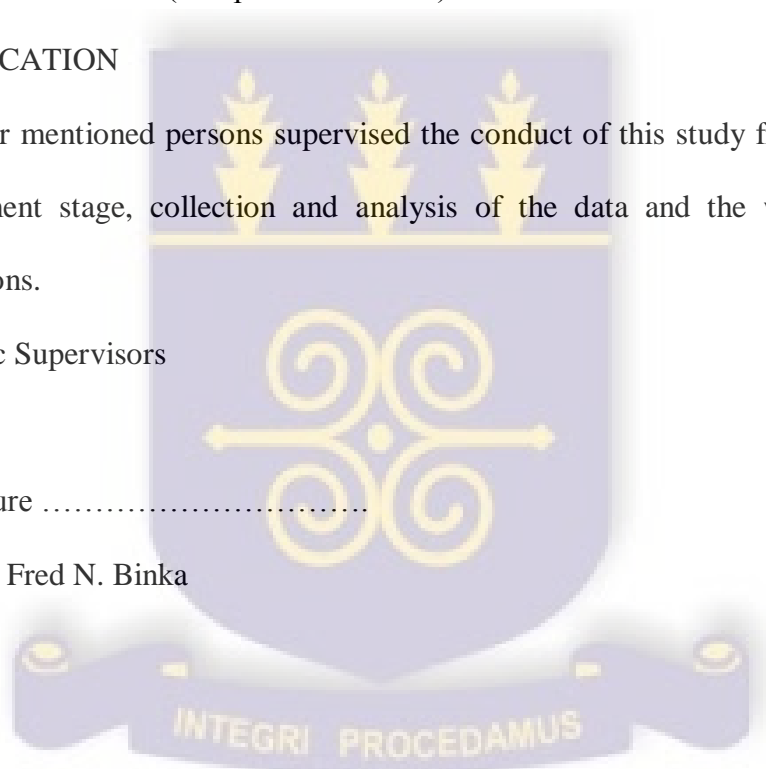 CATION
r mentioned persons supervised the conduct of this study f
ent stage, collection and analysis of the data and the
ons.
c Supervisors
ure ………………………….
Fred N. Binka
INTEGRI PROCEDAMUS